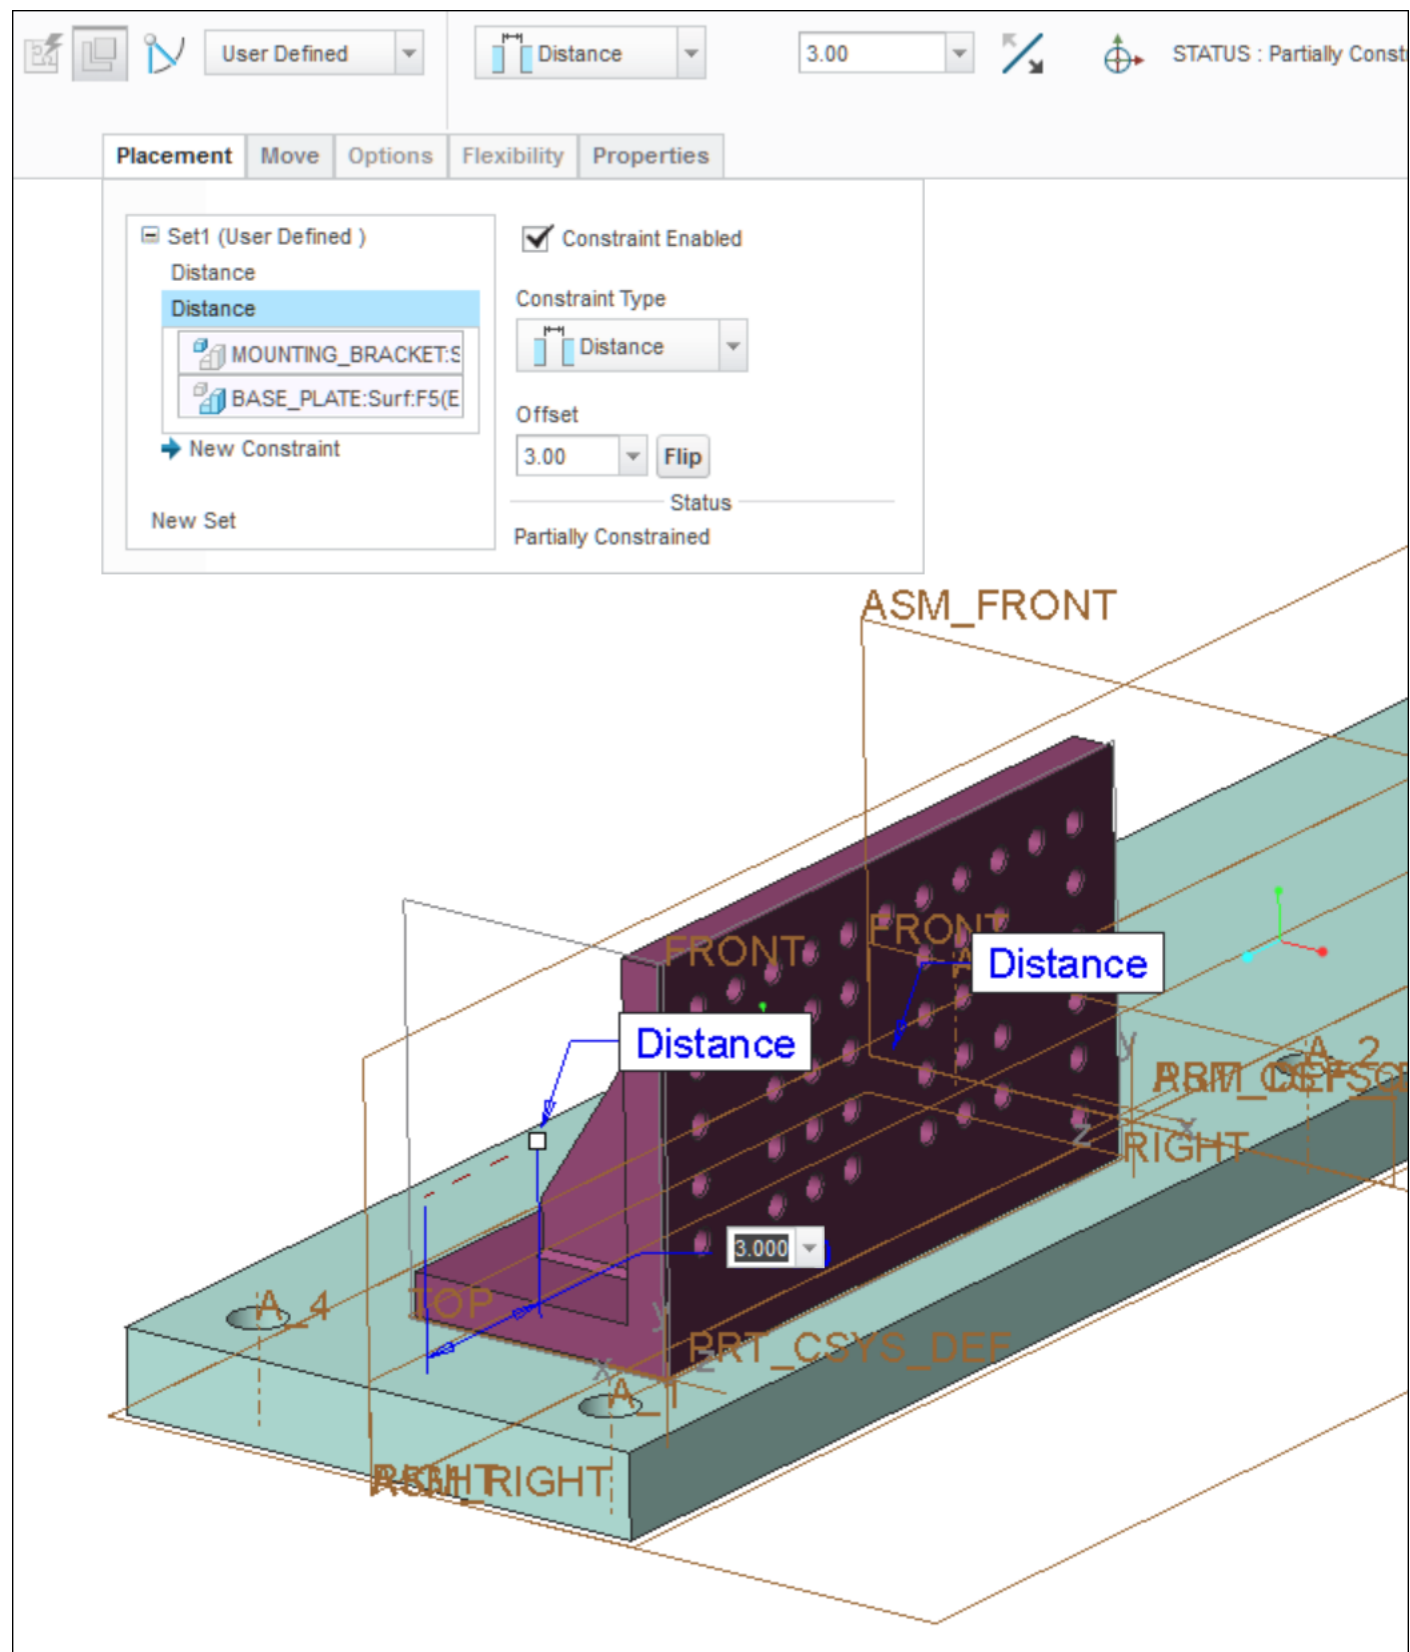 User Defined
Distance
3.00
STATUS : Partially Const
Placement
Move
Options
Flexibility
Properties
Set1 (User Defined )
Distance
Distance
MOUNTING_BRACKET:S
BASE_PLATE:Surf:F5(E
New Constraint
New Set
Constraint Enabled
Constraint Type
Distance
Offset
3.00
Flip
Status
Partially Constrained
ASM_FRONT
FRONT
FRONT
Distance
Distance
y
A_2
z
x
RIGHT
3.000
A_4
TOP
y
PRT_CSYS_DEF
x
z
A_1
ASM_RIGHT